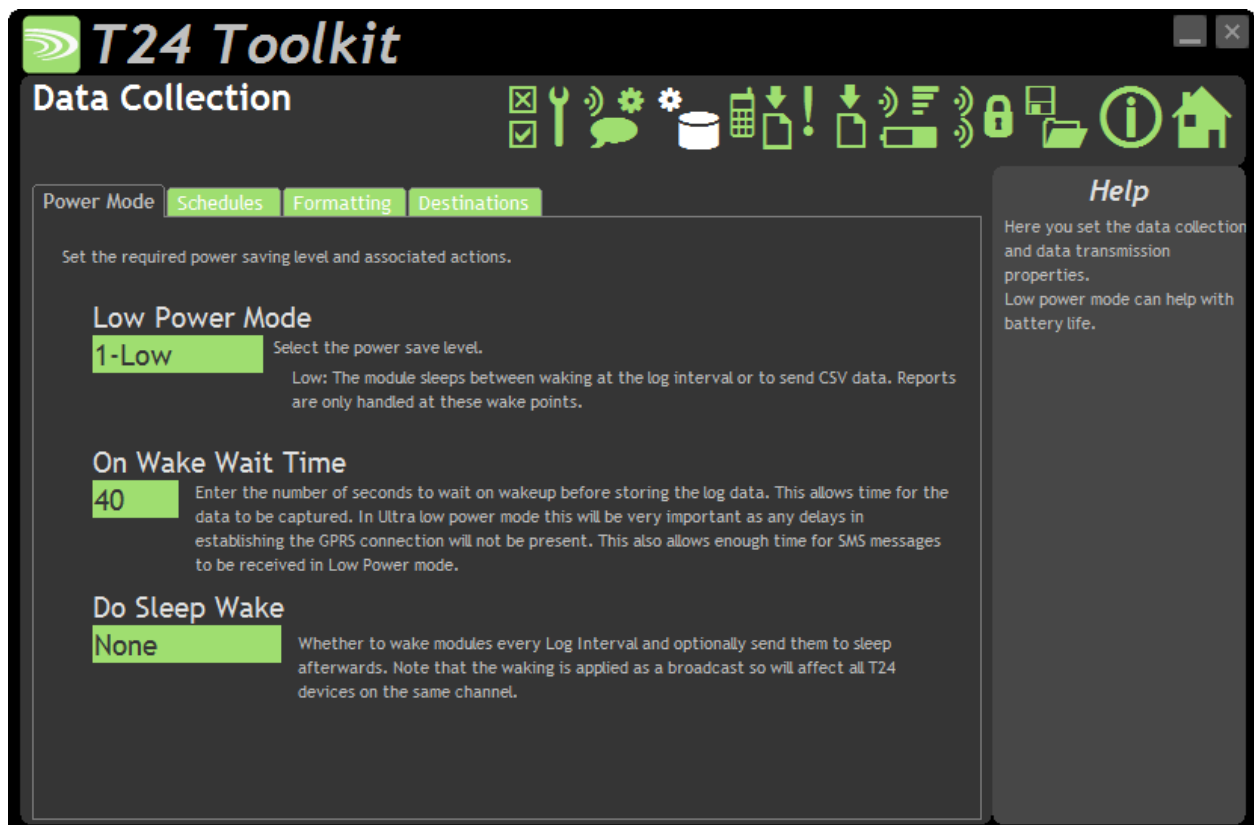 T24 Toolkit
Data Collection
Power Mode Schedules Formatting Destinations
Set the required power saving level and associated actions.
Low Power Mode
1-Low
Select the power save level.
Low: The module sleeps between waking at the log interval or to send CSV data. Reports
are only handled at these wake points.
On Wake Wait Time
40
Enter the number of seconds to wait on wakeup before storing the log data. This allows time for the
data to be captured. In Ultra low power mode this will be very important as any delays in
establishing the GPRS connection will not be present. This also allows enough time for SMS messages
to be received in Low Power mode.
Do Sleep Wake
None
Whether to wake modules every Log Interval and optionally send them to sleep
afterwards. Note that the waking is applied as a broadcast so will affect all T24
devices on the same channel.
Help
Here you set the data collection
and data transmission
properties.
Low power mode can help with
battery life.